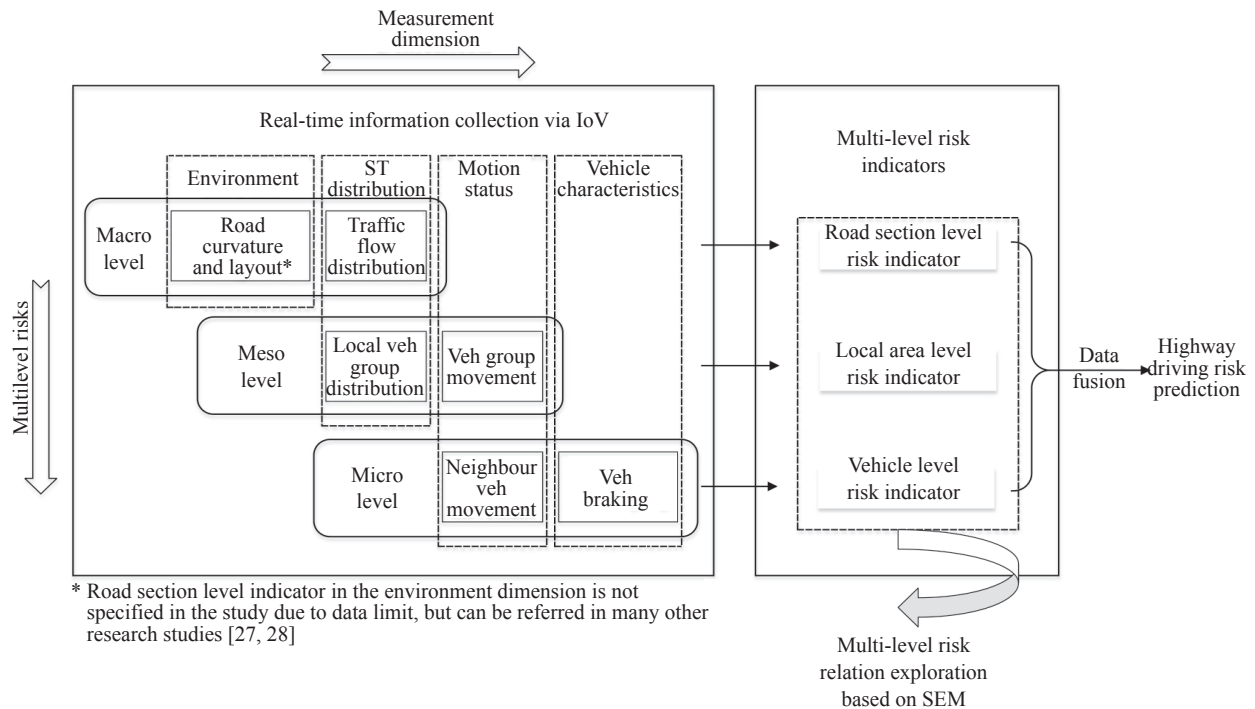 Measurement
dimension
Multilevel risks
Real-time information collection via IoV
Environment
ST
distribution
Motion
status
Vehicle
characteristics
Macro
level
Road
curvature
and layout*
Traffic
flow
distribution
Meso
level
Local veh
group
distribution
Veh group
movement
Micro
level
Neighbour
veh
movement
Veh
braking
* Road section level indicator in the environment dimension is not
specified in the study due to data limit, but can be referred in many other
research studies [27, 28]
Multi-level risk
indicators
Road section level
risk indicator
Local area level
risk indicator
Vehicle level
risk indicator
Data
fusion
Highway
driving risk
prediction
Multi-level risk
relation exploration
based on SEM